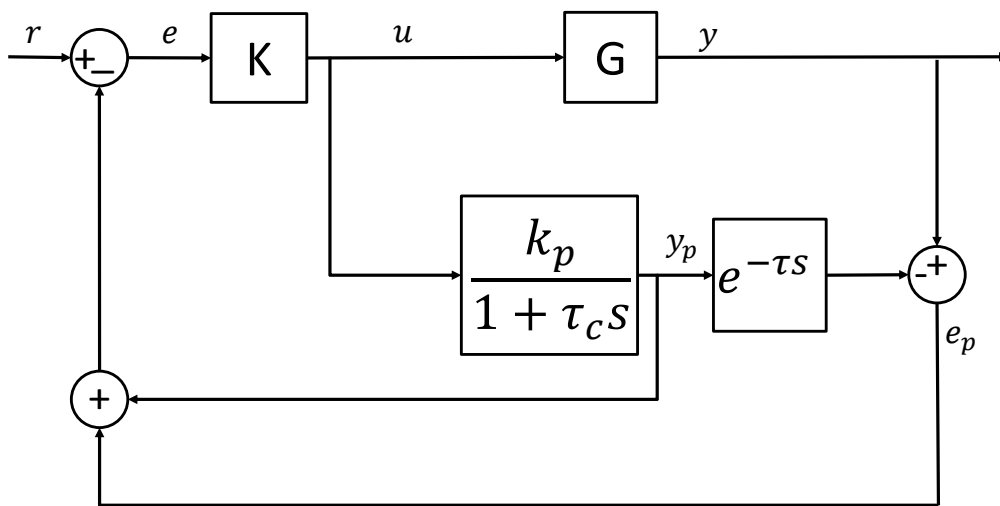 r
+
−
e
K
u
G
y
k_p
1 + τ_c s
y_p
e^{−τs}
-
+
e_p
+